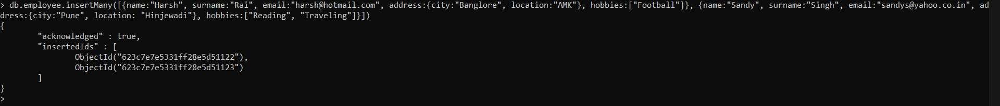 > db.employee.insertMany([{name:"Harsh", surname:"Rai", email:"harsh@hotmail.com", address:{city:"Banglore", location:"AMK"}, hobbies:["Football"]}, {name:"Sandy", surname:"Singh", email:"sandys@yahoo.co.in", ad
dress:{city:"Pune", location: "Hinjewadi"}, hobbies:["Reading", "Traveling"]}])
{
        "acknowledged" : true,
        "insertedIds" : [
                ObjectId("623c7e7e5331ff28e5d51122"),
                ObjectId("623c7e7e5331ff28e5d51123")
        ]
}
>